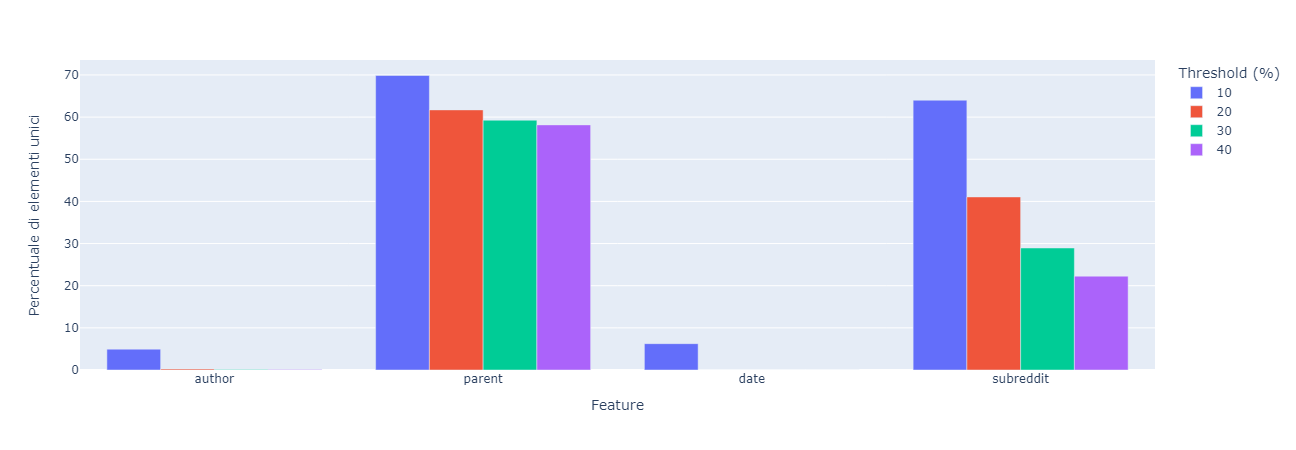 Percentuale di elementi unici
70
60
50
40
30
20
10
0
author
parent
date
subreddit
Feature
Threshold (%)
10
20
30
40